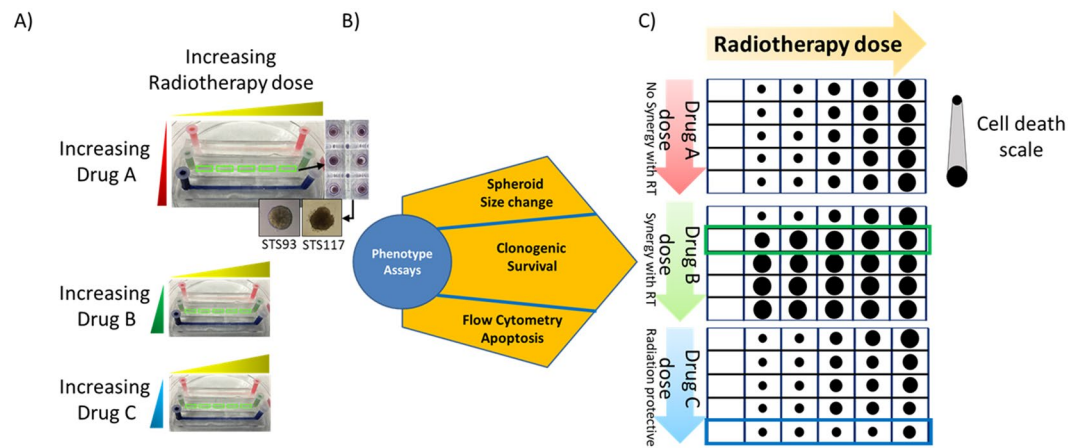 A)
Increasing
Radiotherapy dose
Increasing
Drug A
STS93
STS117
Increasing
Drug B
Increasing
Drug C
B)
Phenotype
Assays
Spheroid
Size change
Clonogenic
Survival
Flow Cytometry
Apoptosis
C)
Radiotherapy dose
Drug A
dose
No Synergy with RT
Drug B
dose
Synergy with RT
Drug C
dose
Radiation protective
Cell death
scale